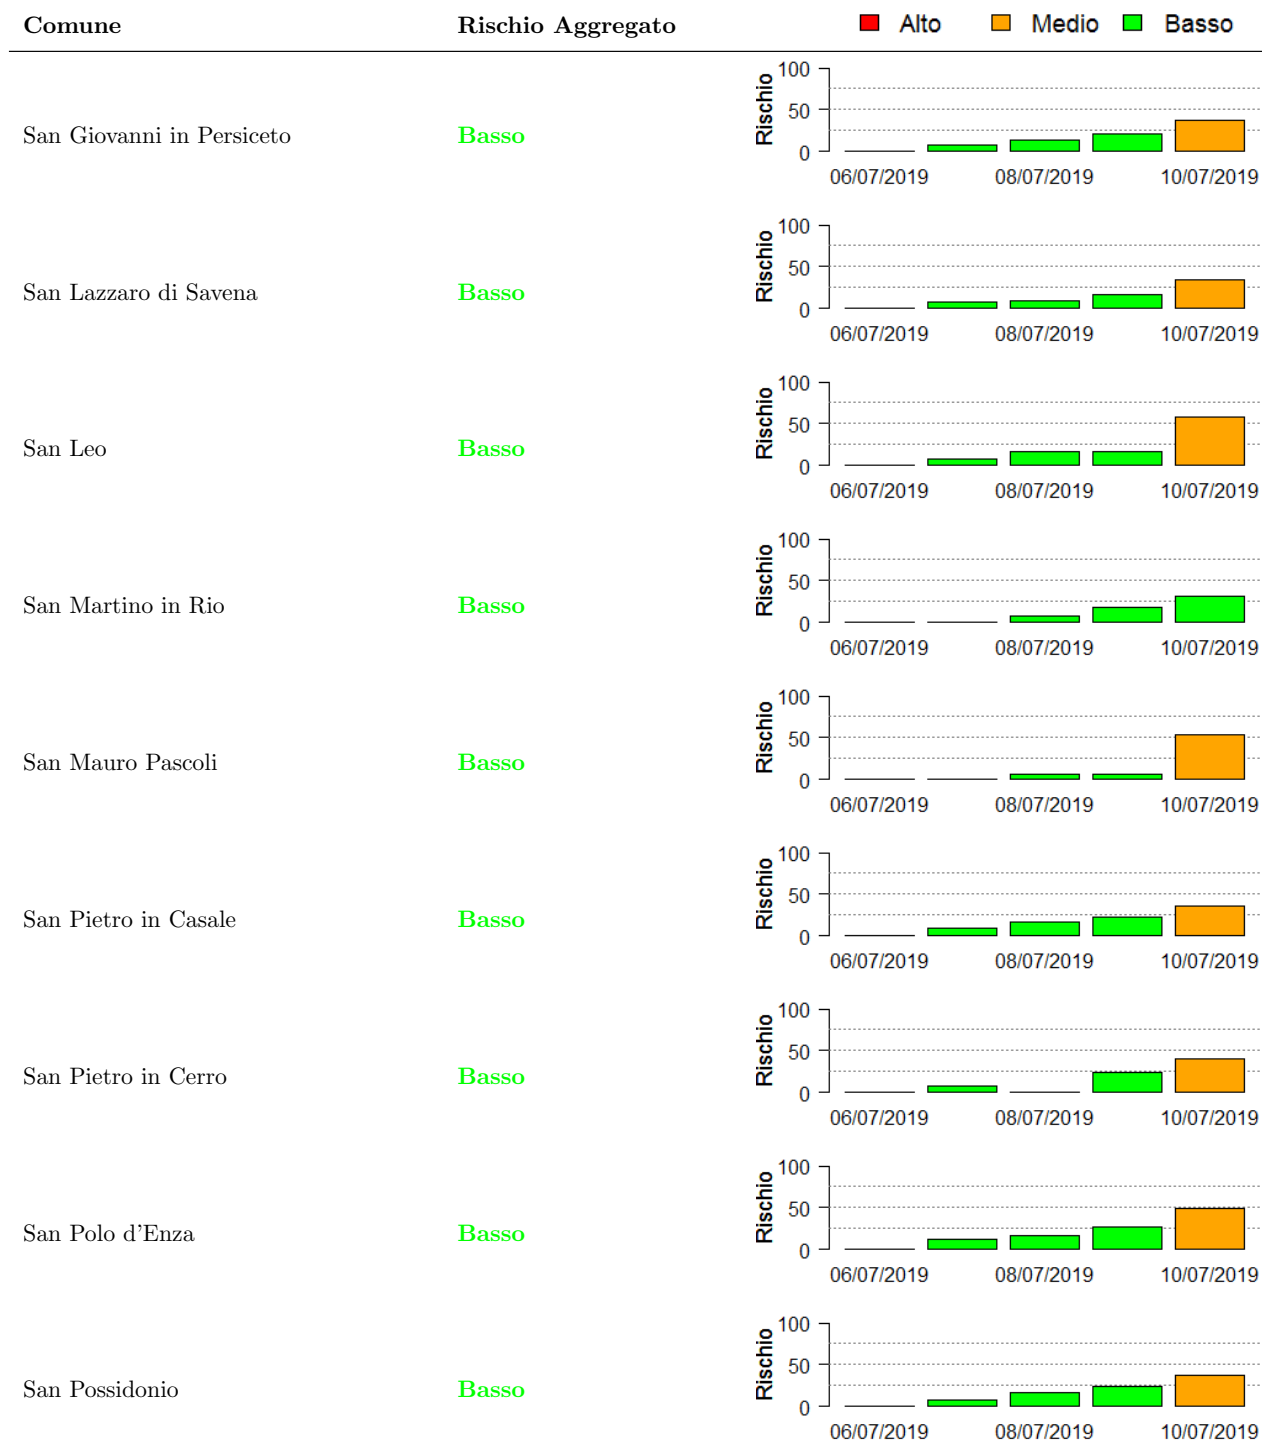 Comune Rischio Aggregato Alto Medio Basso
San Giovanni in Persiceto Basso
Rischio
100
50
0
06/07/2019 08/07/2019 10/07/2019
San Lazzaro di Savena Basso
Rischio
100
50
0
06/07/2019 08/07/2019 10/07/2019
San Leo Basso
Rischio
100
50
0
06/07/2019 08/07/2019 10/07/2019
San Martino in Rio Basso
Rischio
100
50
0
06/07/2019 08/07/2019 10/07/2019
San Mauro Pascoli Basso
Rischio
100
50
0
06/07/2019 08/07/2019 10/07/2019
San Pietro in Casale Basso
Rischio
100
50
0
06/07/2019 08/07/2019 10/07/2019
San Pietro in Cerro Basso
Rischio
100
50
0
06/07/2019 08/07/2019 10/07/2019
San Polo d'Enza Basso
Rischio
100
50
0
06/07/2019 08/07/2019 10/07/2019
San Possidonio Basso
Rischio
100
50
0
06/07/2019 08/07/2019 10/07/2019